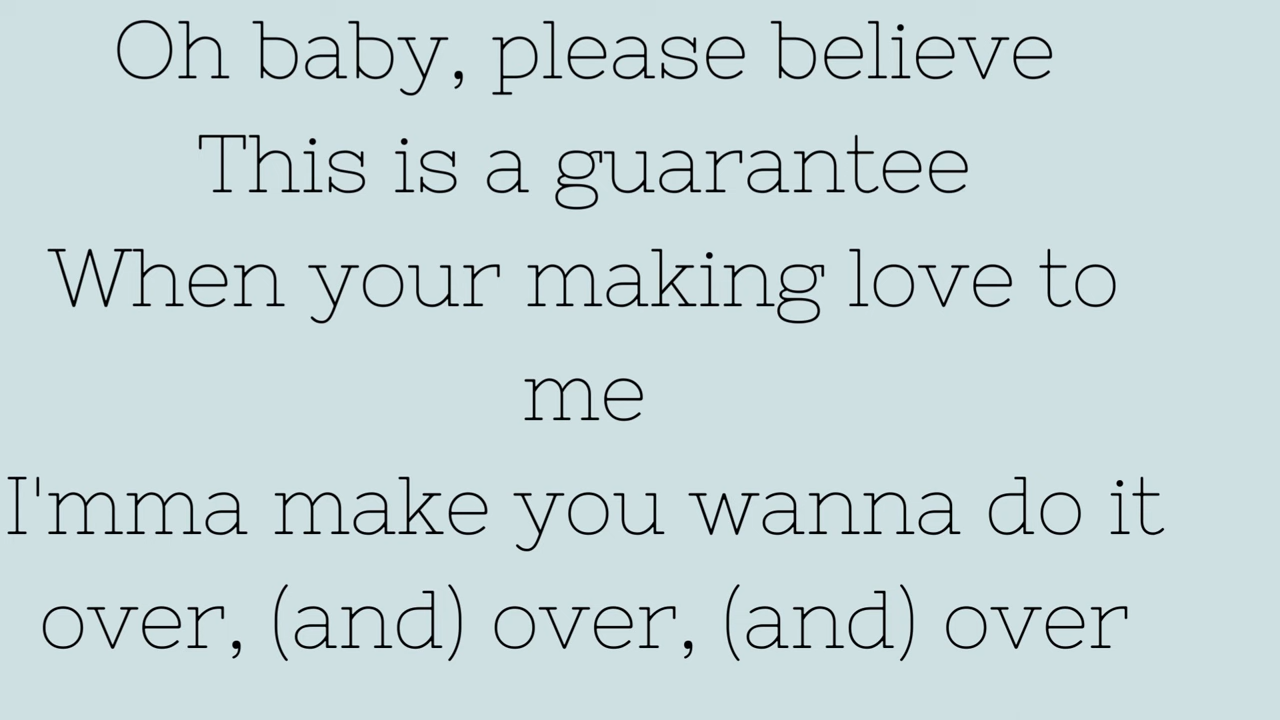 Oh baby, please believe
This is a guarantee
When your making love to
me
I'mma make you wanna do it
over, (and) over, (and) over